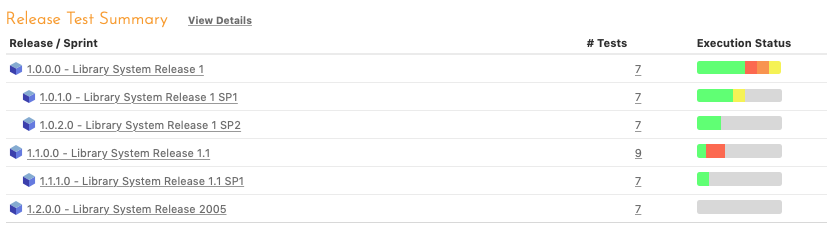 Release Test Summary View Details
Release / Sprint # Tests Execution Status
1.0.0.0 - Library System Release 1 7
1.0.1.0 - Library System Release 1 SP1 7
1.0.2.0 - Library System Release 1 SP2 7
1.1.0.0 - Library System Release 1.1 9
1.1.1.0 - Library System Release 1.1 SP1 7
1.2.0.0 - Library System Release 2005 7